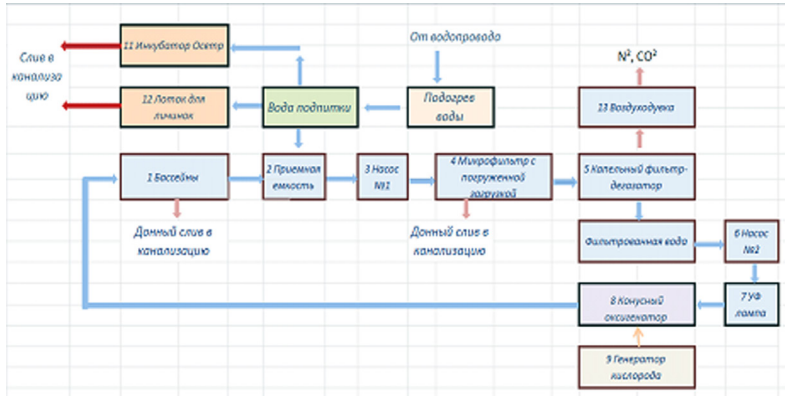 11 Инкубатор Осетр
От водопровода
N², CO²
Слив в
канализа
цию
12 Лоток для
личинок
Вода подпитки
Подогрев
воды
13 Воздуходувка
1 Бассейны
2 Приемная
емкость
3 Насос
№1
4 Микрофильтр с
погруженной
загрузкой
5 Капельный фильтр-
дегазатор
Донный слив в
канализацию
Донный слив в
канализацию
Фильтрованная вода
6 Насос
№2
8 Конусный
оксигенатор
7 УФ
лампа
9 Генератор
кислорода